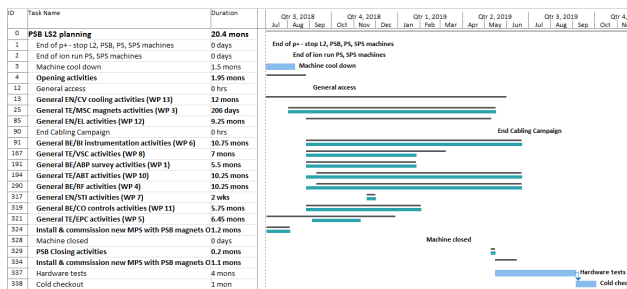 ID Task Name Duration Qtr 3, 2018 Qtr 4, 2018 Qtr 1, 2019 Qtr 2, 2019 Qtr 3, 2019 Qtr 4,
Jul Aug Sep Oct Nov Dec Jan Feb Mar Apr May Jun Jul Aug Sep Oct
0 PSB LS2 planning 20.4 mons
1 End of p+ - stop L2, PSB, PS, SPS machines 0 days End of p+ - stop L2, PSB, PS, SPS machines
2 End of ion run PS, SPS machines 0 days End of ion run PS, SPS machines
3 Machine cool down 1.5 mons Machine cool down
4 Opening activities 1.95 mons
12 General access 0 hrs General access
13 General EN/CV cooling activities (WP 13) 12 mons
25 General TE/MSC magnets activities (WP 3) 206 days
85 General EN/EL activities (WP 12) 9.25 mons
90 End Cabling Campaign 0 hrs End Cabling Campaign
91 General BE/BI instrumentation activities (WP 6) 10.75 mons
167 General TE/VSC activities (WP 8) 7 mons
191 General BE/ABP survey activities (WP 1) 5.5 mons
194 General TE/ABT activities (WP 10) 10.25 mons
290 General BE/RF activities (WP 4) 10.25 mons
317 General EN/STI activities (WP 7) 2 wks
319 General BE/CO controls activities (WP 11) 5.75 mons
321 General TE/EPC activities (WP 5) 6.45 mons
324 Install & commsission new MPS with PSB magnets O 1.2 mons
328 Machine closed 0 days Machine closed
329 PSB Closing activities 0.2 mons
334 Install & commsission new MPS with PSB magnets O 1.1 mons
337 Hardware tests 4 mons Hardware tests
338 Cold checkout 1 mon Cold chec